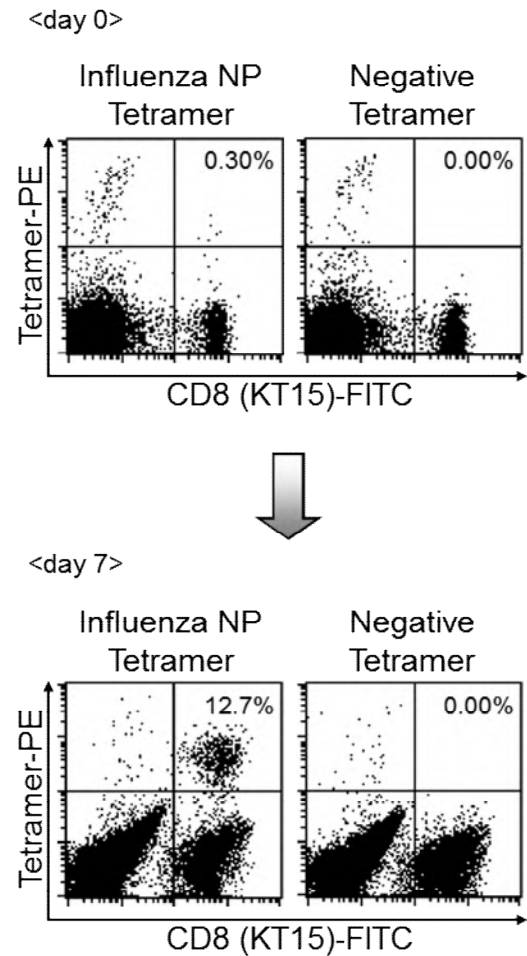 <day 0>
Influenza NP
Tetramer
Negative
Tetramer
0.30%
0.00%
Tetramer-PE
CD8 (KT15)-FITC
<day 7>
Influenza NP
Tetramer
Negative
Tetramer
12.7%
0.00%
Tetramer-PE
CD8 (KT15)-FITC